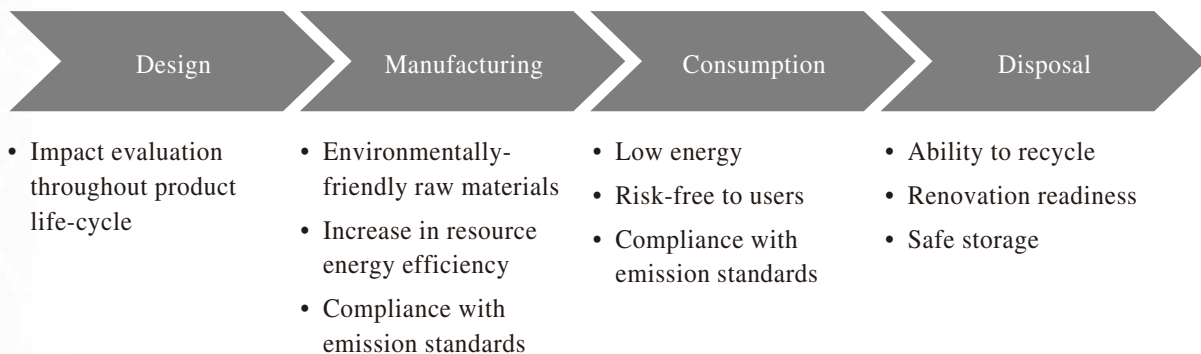 Design
Manufacturing
Consumption
Disposal
• Impact evaluation
throughout product
life-cycle
• Environmentally-
friendly raw materials
• Increase in resource
energy efficiency
• Compliance with
emission standards
• Low energy
• Risk-free to users
• Compliance with
emission standards
• Ability to recycle
• Renovation readiness
• Safe storage